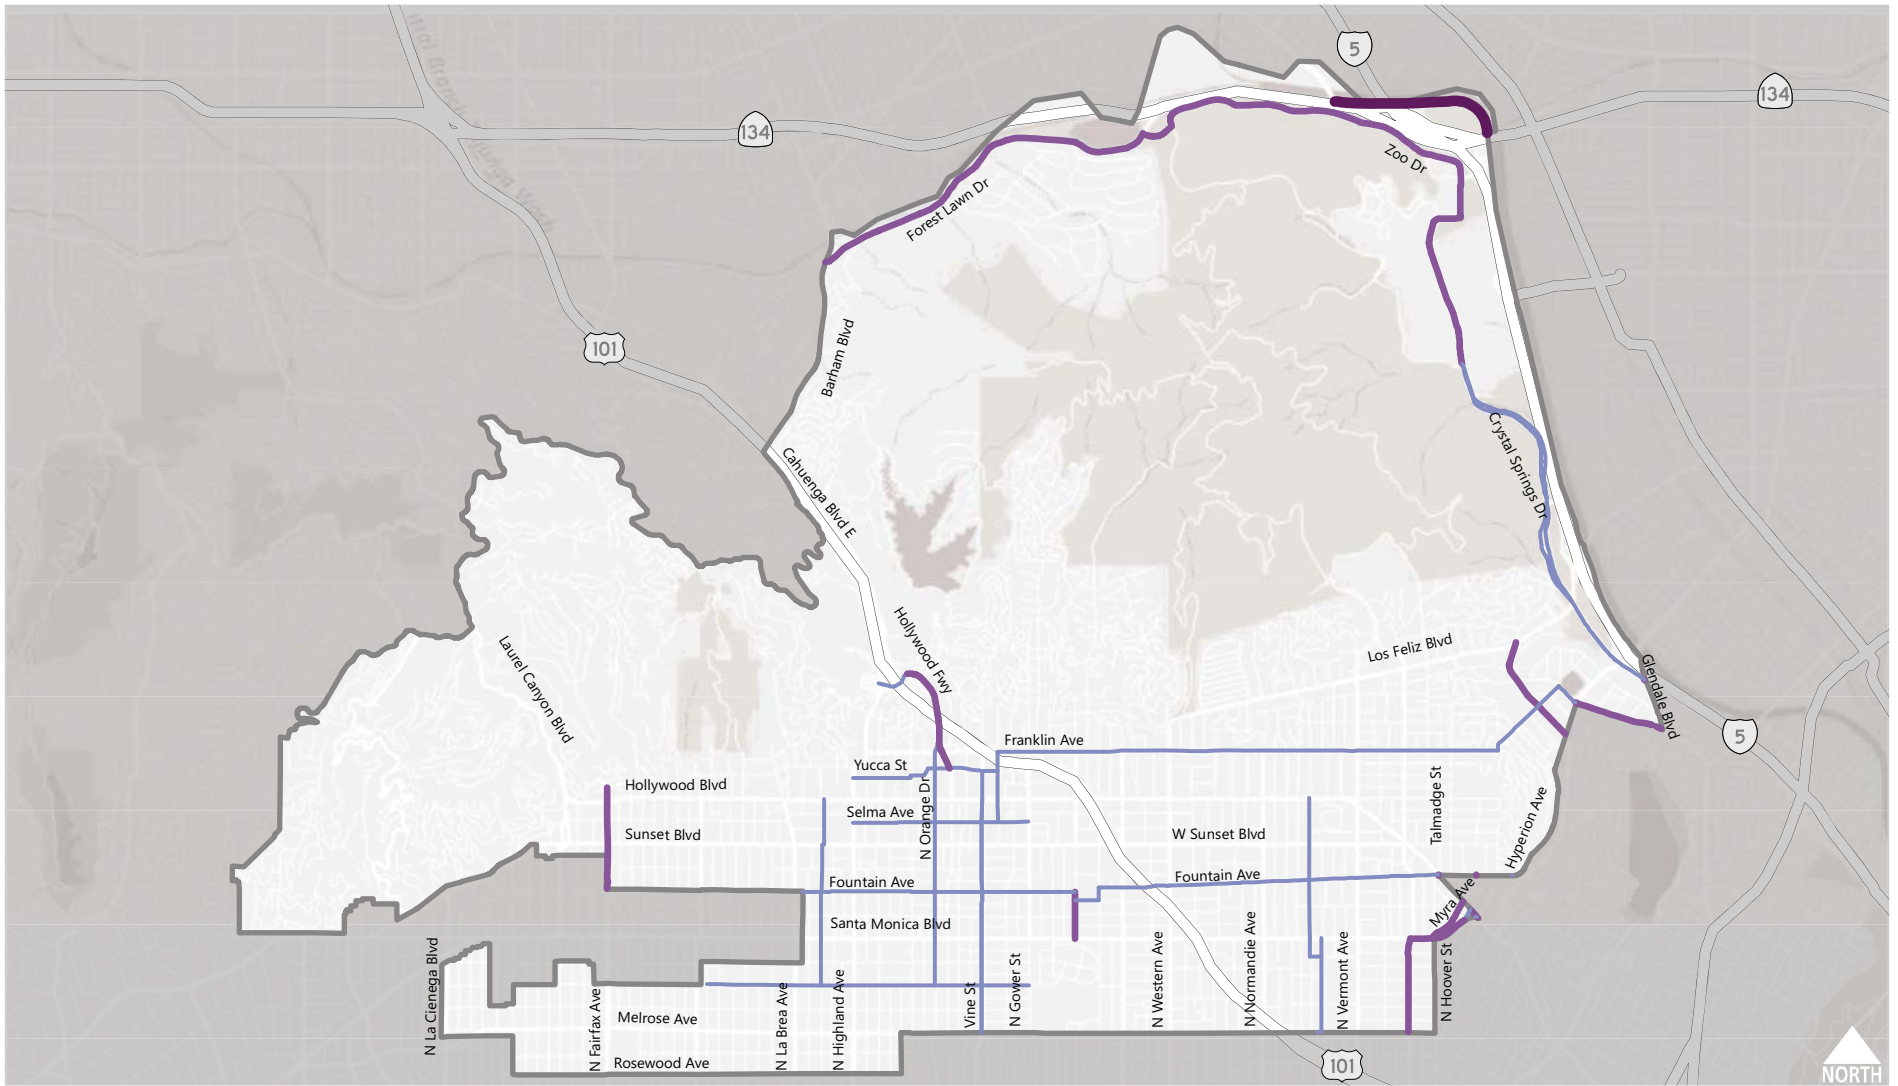 5
134
134
Zoo Dr
Forest Lawn Dr
101
Barham Blvd
Crystal Springs Dr
Cahuenga Blvd E
Hollywood Fwy
Laurel Canyon Blvd
Los Feliz Blvd
Glendale Blvd
5
Franklin Ave
Yucca St
Hollywood Blvd
Talmadge St
Hyperion Ave
Selma Ave
N Orange Dr
Sunset Blvd
W Sunset Blvd
Fountain Ave
Fountain Ave
Myra Ave
Santa Monica Blvd
N La Cienega Blvd
N Fairfax Ave
Melrose Ave
N La Brea Ave
N Highland Ave
Vine St
N Gower St
N Western Ave
N Normandie Ave
N Vermont Ave
N Hoover St
Rosewood Ave
101
NORTH